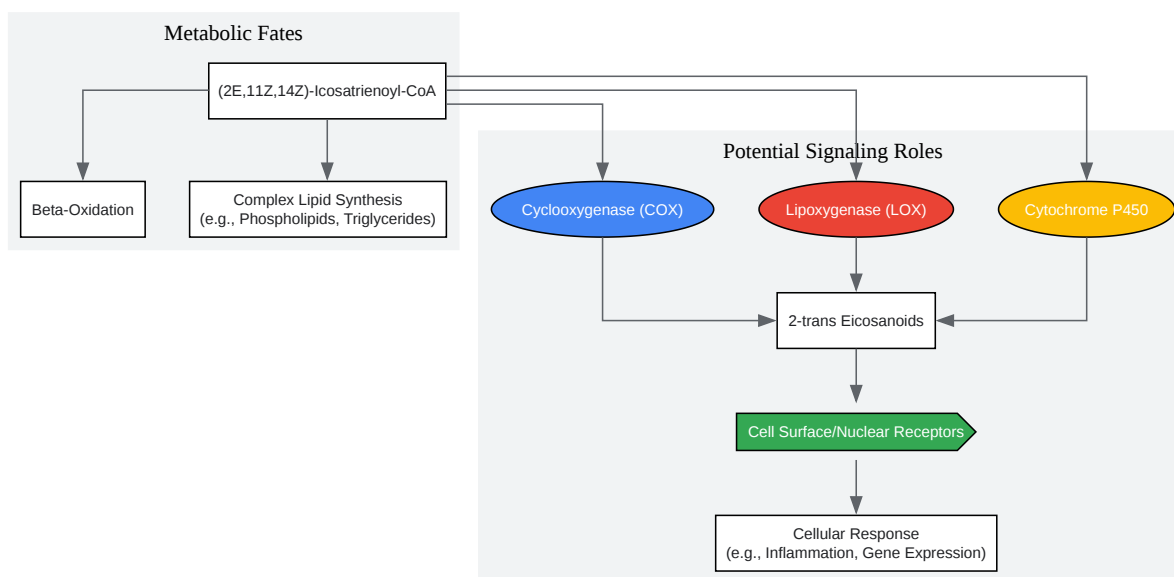 Metabolic Fates
(2E,11Z,14Z)-Icosatrienoyl-CoA
Beta-Oxidation
Complex Lipid Synthesis
(e.g., Phospholipids, Triglycerides)
Potential Signaling Roles
Cyclooxygenase (COX)
Lipoxygenase (LOX)
Cytochrome P450
2-trans Eicosanoids
Cell Surface/Nuclear Receptors
Cellular Response
(e.g., Inflammation, Gene Expression)